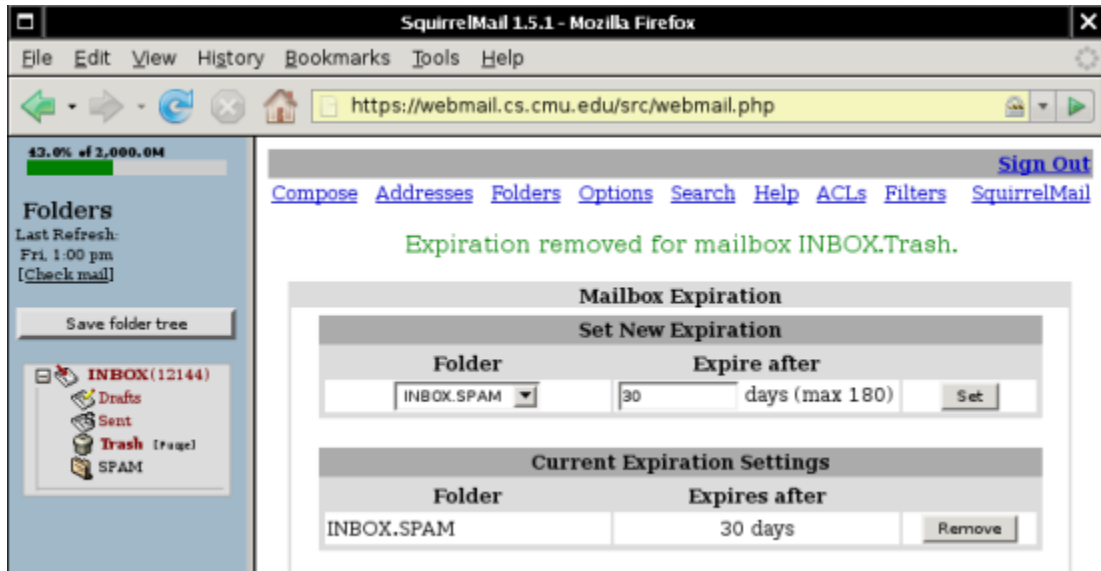 SquirrelMail 1.5.1 - Mozilla Firefox
File Edit View History Bookmarks Tools Help
https://webmail.cs.cmu.edu/src/webmail.php
43.0% of 2,000.0M
Folders
Last Refresh:
Fri, 1:00 pm
[Check mail]
Save folder tree
INBOX(12144)
Drafts
Sent
Trash [Purge]
SPAM
Sign Out
Compose Addresses Folders Options Search Help ACLs Filters SquirrelMail
Expiration removed for mailbox INBOX.Trash.
Mailbox Expiration
Set New Expiration
Folder Expire after
INBOX.SPAM 30 days (max 180) Set
Current Expiration Settings
Folder Expires after
INBOX.SPAM 30 days Remove